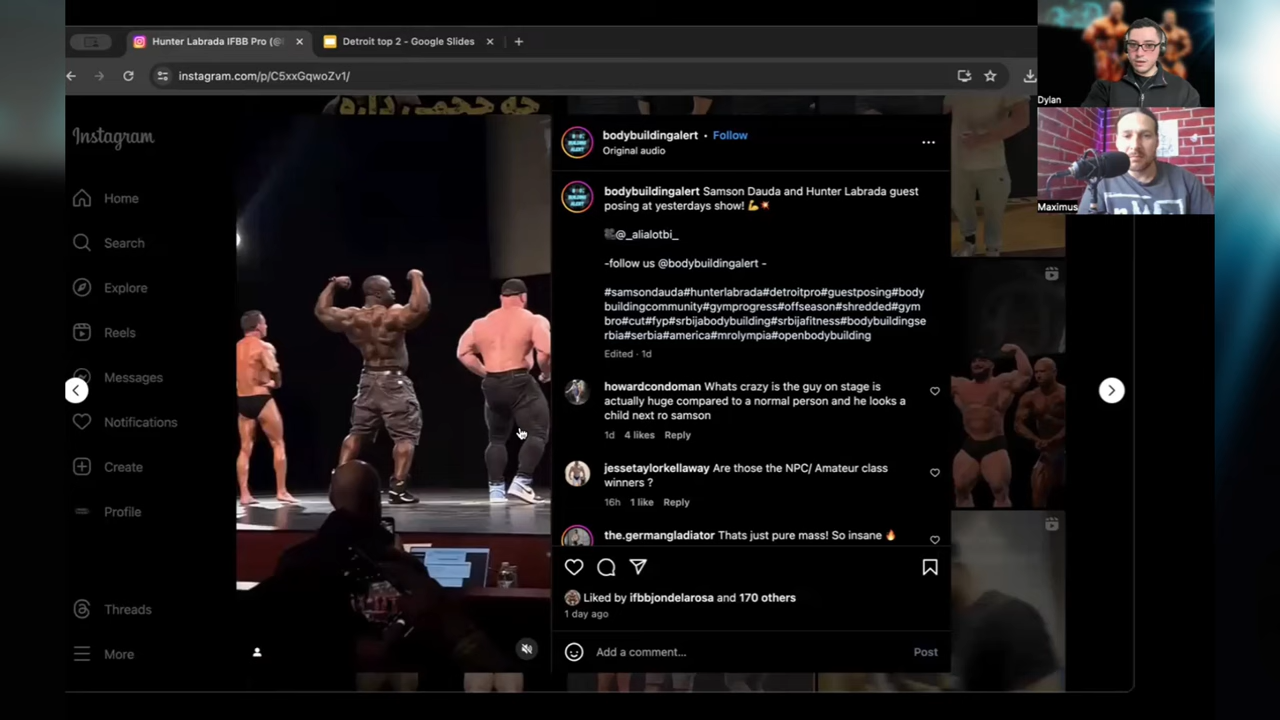 Hunter Labrada IFBB Pro (@
Detroit top 2 - Google Slides
instagram.com/p/C5xxGqwoZv1/
Dylan
Maximus
چه حجمی داره
Instagram
Home
Search
Explore
Reels
Messages
Notifications
Create
Profile
Threads
More
bodybuildingalert • Follow
Original audio
bodybuildingalert Samson Dauda and Hunter Labrada guest
posing at yesterdays show! 💪💥
🎥@_alialotbi_
-follow us @bodybuildingalert -
#samsondauda#hunterlabrada#detroitpro#guestposing#body
buildingcommunity#gymprogress#offseason#shredded#gym
bro#cut#fyp#srbijabodybuilding#srbijafitness#bodybuildingse
rbia#serbia#america#mrolympia#openbodybuilding
Edited · 1d
howardcondoman Whats crazy is the guy on stage is
actually huge compared to a normal person and he looks a
child next ro samson
1d 4 likes Reply
jessetaylorkellaway Are those the NPC/ Amateur class
winners ?
16h 1 like Reply
the.germangladiator Thats just pure mass! So insane 🔥
Liked by ifbbjondelarosa and 170 others
1 day ago
Add a comment...
Post